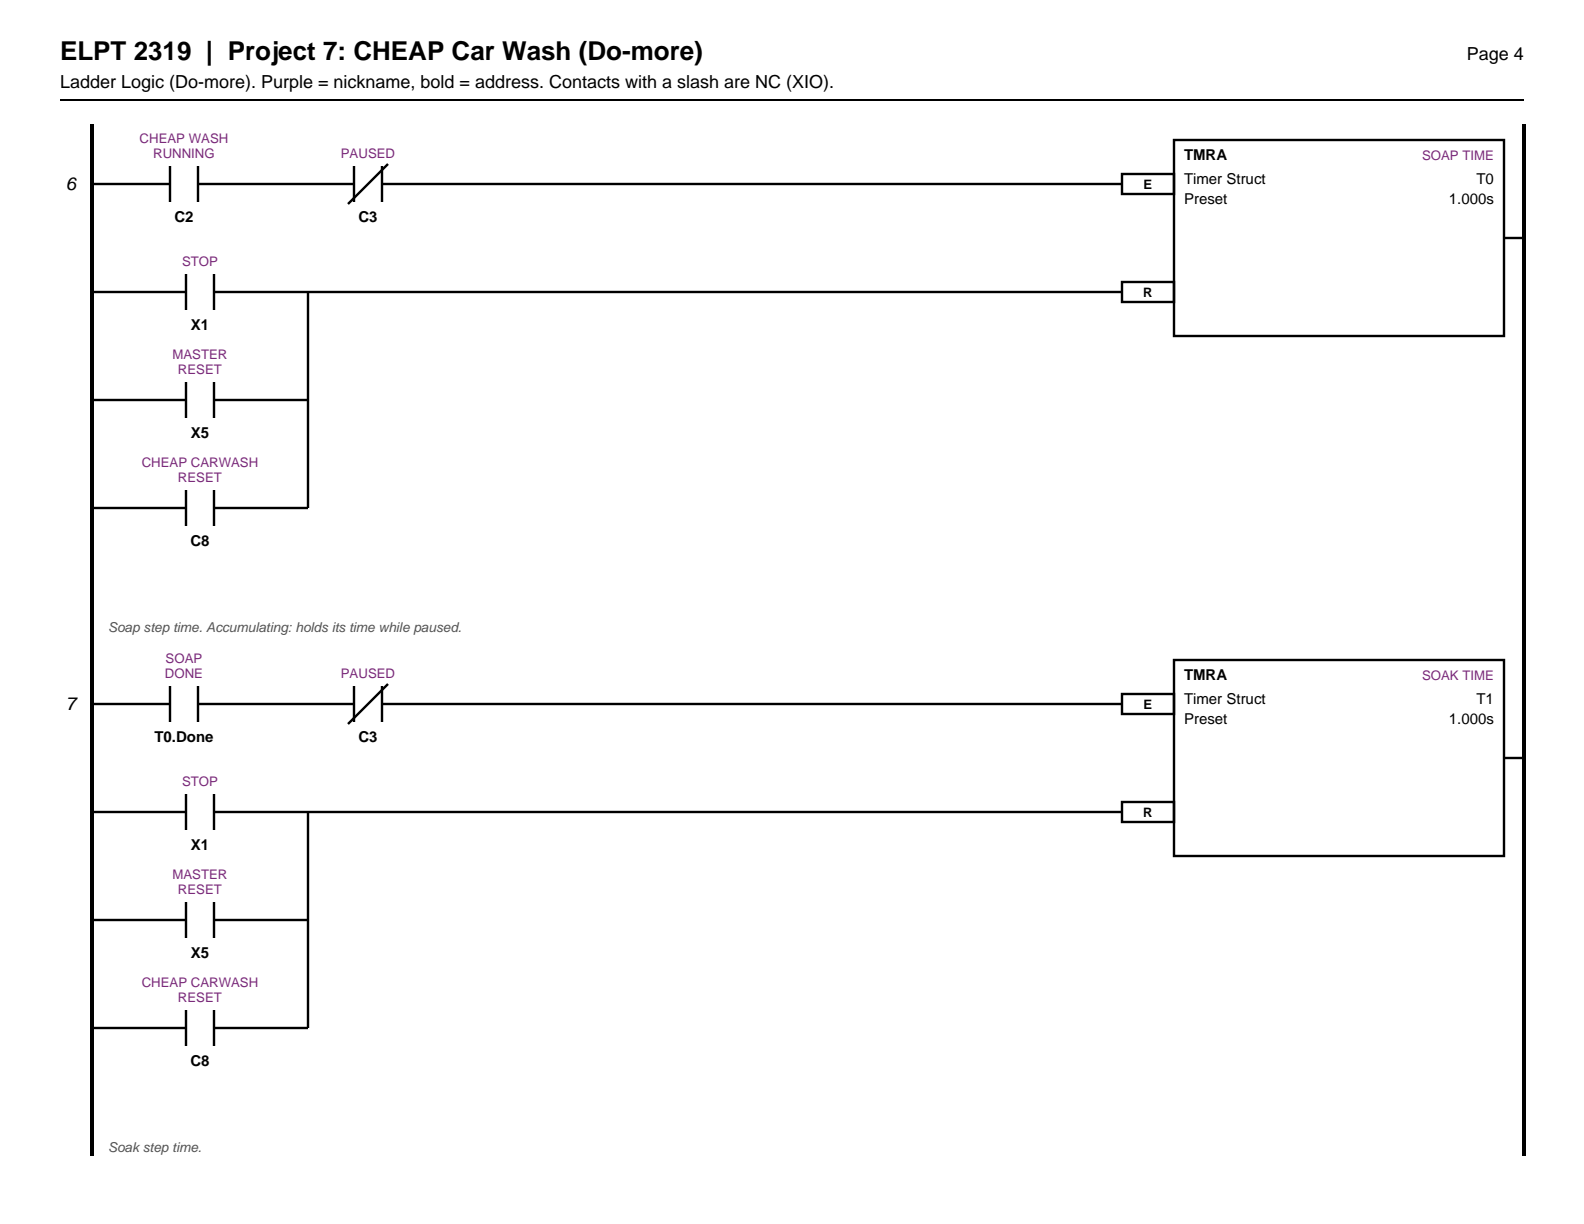 ELPT 2319 | Project 7: CHEAP Car Wash (Do-more)
Page 4
Ladder Logic (Do-more). Purple = nickname, bold = address. Contacts with a slash are NC (XIO).
CHEAP WASH
RUNNING
PAUSED
6
C2
C3
E
TMRA SOAP TIME
Timer Struct T0
Preset 1.000s
STOP
X1
R
MASTER
RESET
X5
CHEAP CARWASH
RESET
C8
Soap step time. Accumulating: holds its time while paused.
SOAP
DONE
PAUSED
7
T0.Done
C3
E
TMRA SOAK TIME
Timer Struct T1
Preset 1.000s
STOP
X1
R
MASTER
RESET
X5
CHEAP CARWASH
RESET
C8
Soak step time.